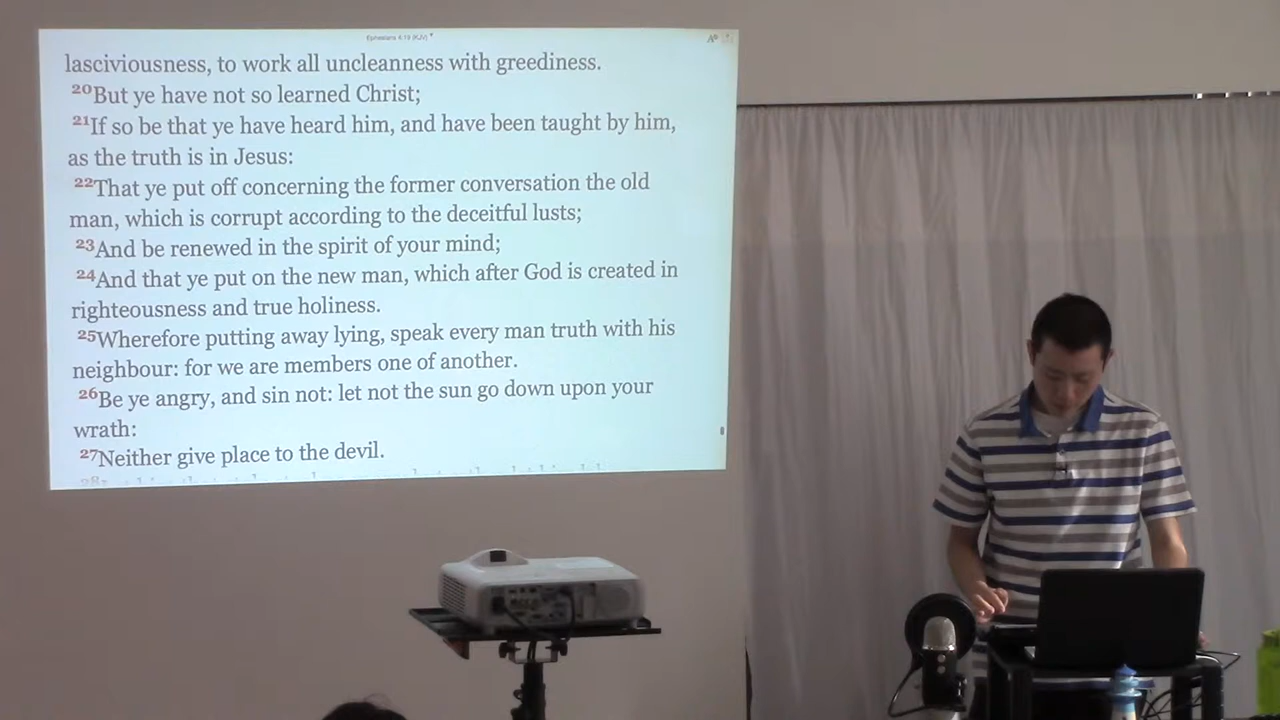 Ephesians 4:19 (KJV)
lasciviousness, to work all uncleanness with greediness.
20But ye have not so learned Christ;
21If so be that ye have heard him, and have been taught by him,
as the truth is in Jesus:
22That ye put off concerning the former conversation the old
man, which is corrupt according to the deceitful lusts;
23And be renewed in the spirit of your mind;
24And that ye put on the new man, which after God is created in
righteousness and true holiness.
25Wherefore putting away lying, speak every man truth with his
neighbour: for we are members one of another.
26Be ye angry, and sin not: let not the sun go down upon your
wrath:
27Neither give place to the devil.